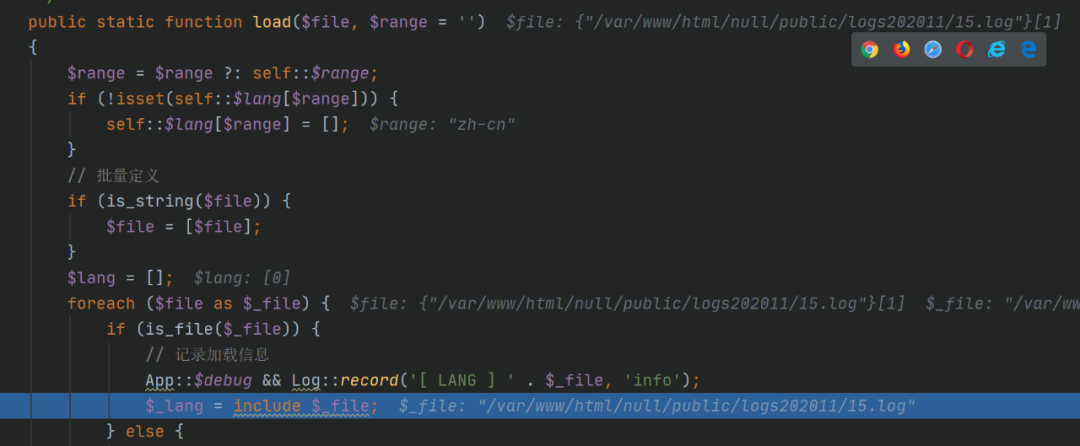 public static function load($file, $range = '')  $file: {"/var/www/html/null/public/logs202011/15.log"}[1]
{
$range = $range ?: self::$range;
if (!isset(self::$lang[$range])) {
self::$lang[$range] = [];  $range: "zh-cn"
}
// 批量定义
if (is_string($file)) {
$file = [$file];
}
$lang = [];  $lang: [0]
foreach ($file as $_file) {  $file: {"/var/www/html/null/public/logs202011/15.log"}[1]  $_file: "/var/ww
if (is_file($_file)) {
// 记录加载信息
App::$debug && Log::record('[ LANG ] ' . $_file, 'info');
$_lang = include $_file;  $_file: "/var/www/html/null/public/logs202011/15.log"
} else {